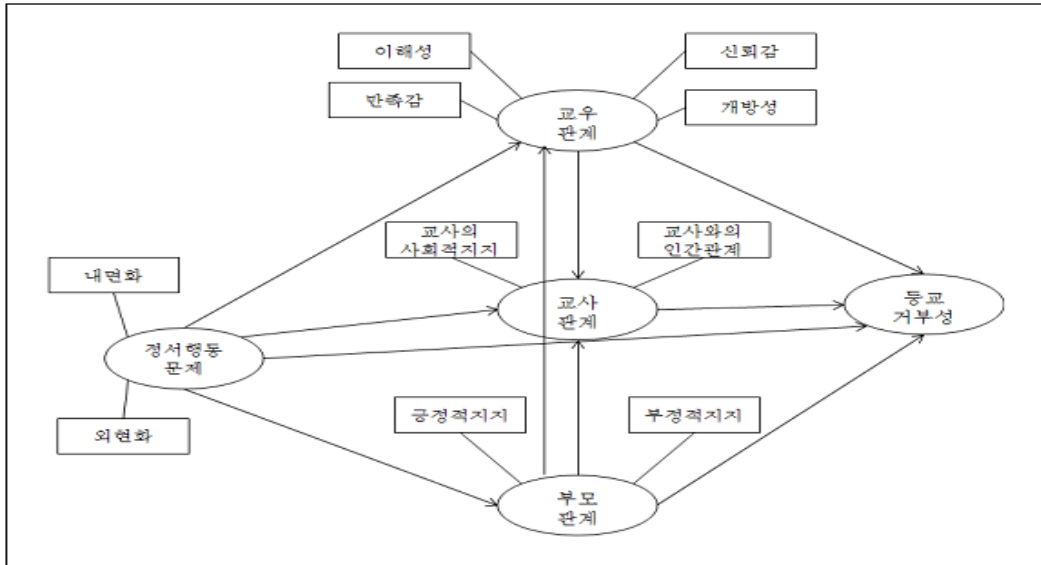 이해성
신뢰감
만족감
개방성
교우
관계
교사의
사회적지지
교사와의
인간관계
내면화
교사
관계
등교
거부성
정서행동
문제
긍정적지지
부정적지지
외현화
부모
관계